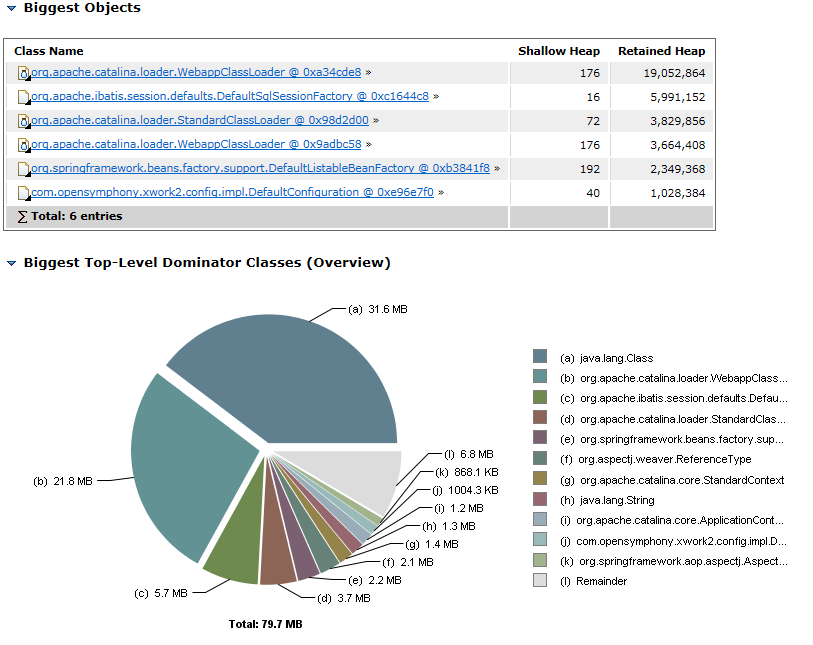 Biggest Objects
Class Name Shallow Heap Retained Heap
org.apache.catalina.loader.WebappClassLoader @ 0xa34cde8 » 176 19,052,864
org.apache.ibatis.session.defaults.DefaultSqlSessionFactory @ 0xc1644c8 » 16 5,991,152
org.apache.catalina.loader.StandardClassLoader @ 0x98d2d00 » 72 3,829,856
org.apache.catalina.loader.WebappClassLoader @ 0x9adbc58 » 176 3,664,408
org.springframework.beans.factory.support.DefaultListableBeanFactory @ 0xb3841f8 » 192 2,349,368
com.opensymphony.xwork2.config.impl.DefaultConfiguration @ 0xe96e7f0 » 40 1,028,384
∑ Total: 6 entries
Biggest Top-Level Dominator Classes (Overview)
(a) 31.6 MB
(b) 21.8 MB
(c) 5.7 MB
(d) 3.7 MB
(e) 2.2 MB
(f) 2.1 MB
(g) 1.4 MB
(h) 1.3 MB
(i) 1.2 MB
(j) 1004.3 KB
(k) 868.1 KB
(l) 6.8 MB
Total: 79.7 MB
(a) java.lang.Class
(b) org.apache.catalina.loader.WebappClass...
(c) org.apache.ibatis.session.defaults.Defau...
(d) org.apache.catalina.loader.StandardClas...
(e) org.springframework.beans.factory.sup...
(f) org.aspectj.weaver.ReferenceType
(g) org.apache.catalina.core.StandardContext
(h) java.lang.String
(i) org.apache.catalina.core.ApplicationCont...
(j) com.opensymphony.xwork2.config.impl.D...
(k) org.springframework.aop.aspectj.Aspect...
(l) Remainder